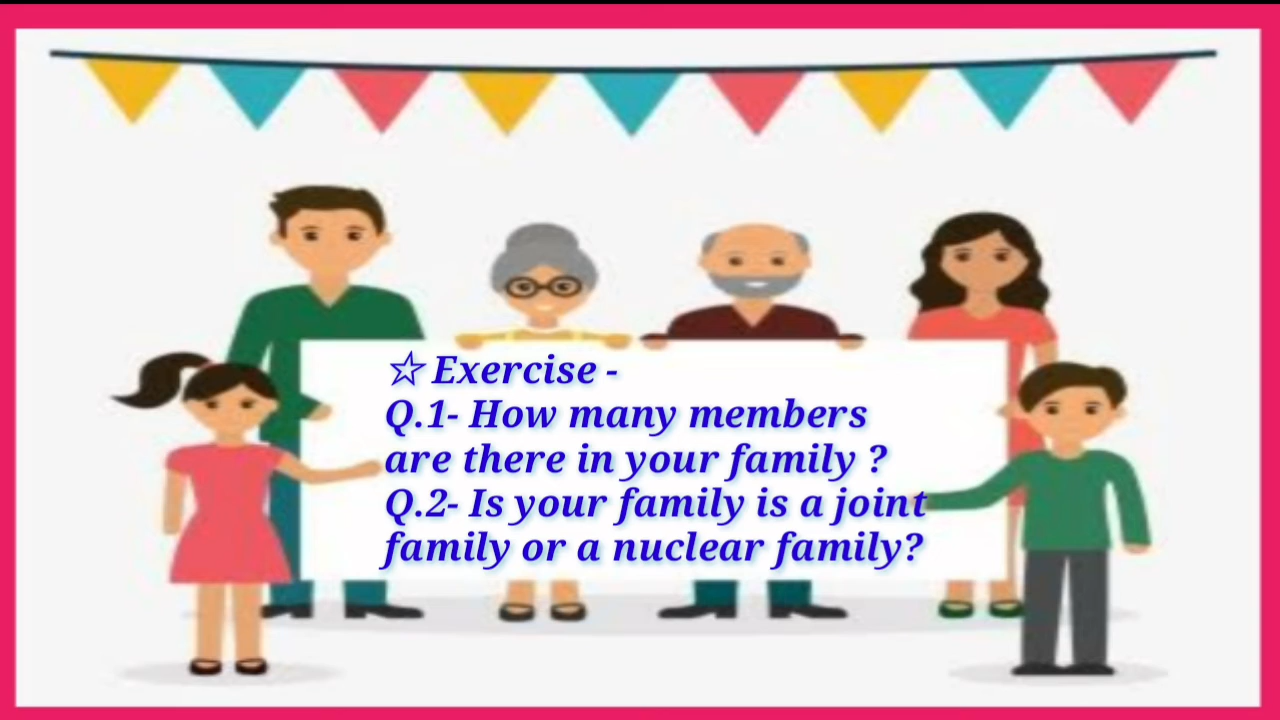 ☆ Exercise -
Q.1- How many members
are there in your family ?
Q.2- Is your family is a joint
family or a nuclear family?